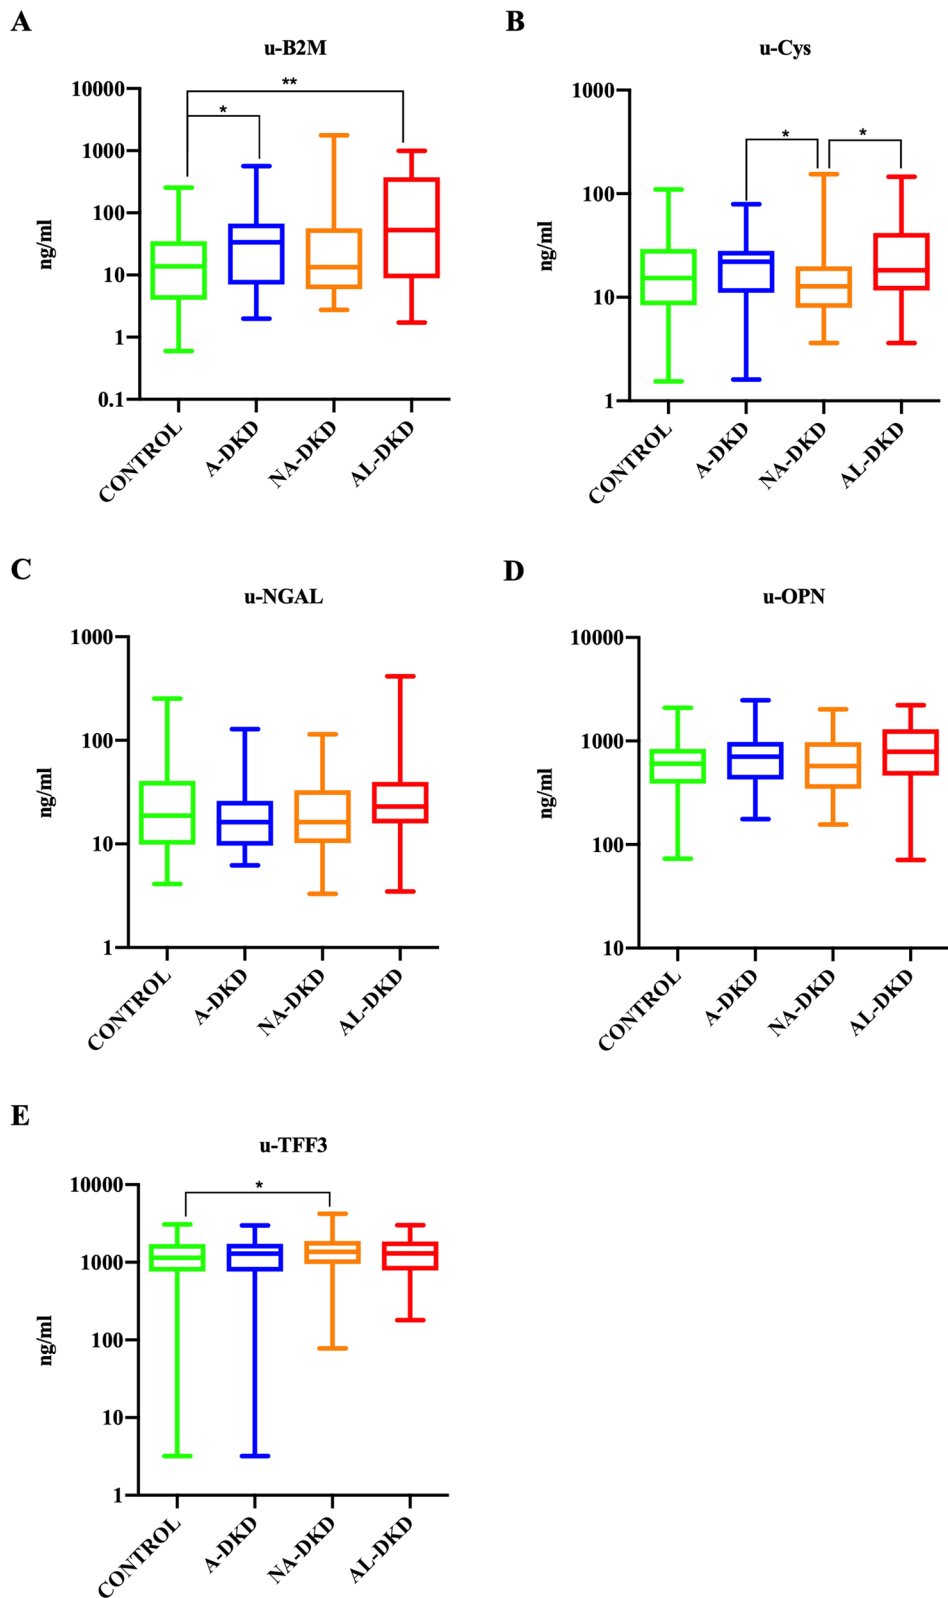 A
u-B2M
10000
1000
100
10
1
0.1
ng/ml
*
**
CONTROL
A-DKD
NA-DKD
AL-DKD
B
u-Cys
1000
100
10
1
ng/ml
*
*
CONTROL
A-DKD
NA-DKD
AL-DKD
C
u-NGAL
1000
100
10
1
ng/ml
CONTROL
A-DKD
NA-DKD
AL-DKD
D
u-OPN
10000
1000
100
10
ng/ml
CONTROL
A-DKD
NA-DKD
AL-DKD
E
u-TFF3
10000
1000
100
10
1
ng/ml
*
CONTROL
A-DKD
NA-DKD
AL-DKD